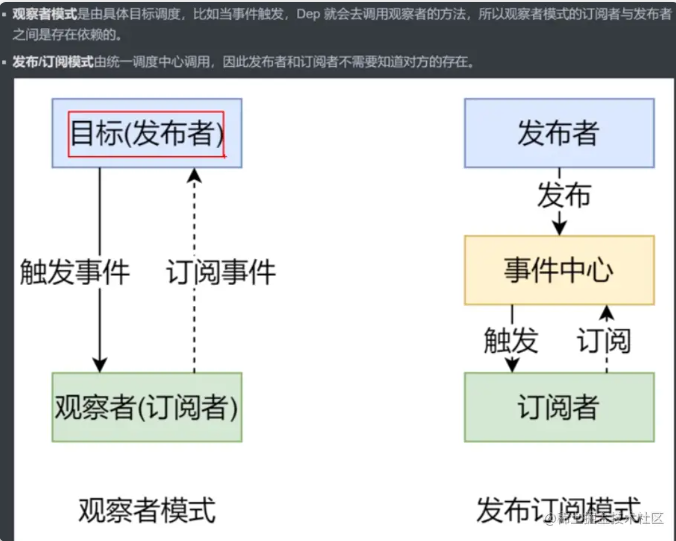 观察者模式是由具体目标调度，比如当事件触发，Dep 就会去调用观察者的方法，所以观察者模式的订阅者与发布者
之间是存在依赖的。
发布/订阅模式由统一调度中心调用，因此发布者和订阅者不需要知道对方的存在。
目标(发布者)
发布者
发布
触发事件
订阅事件
事件中心
触发
订阅
观察者(订阅者)
订阅者
观察者模式
发布订阅模式
@稀土掘金技术社区